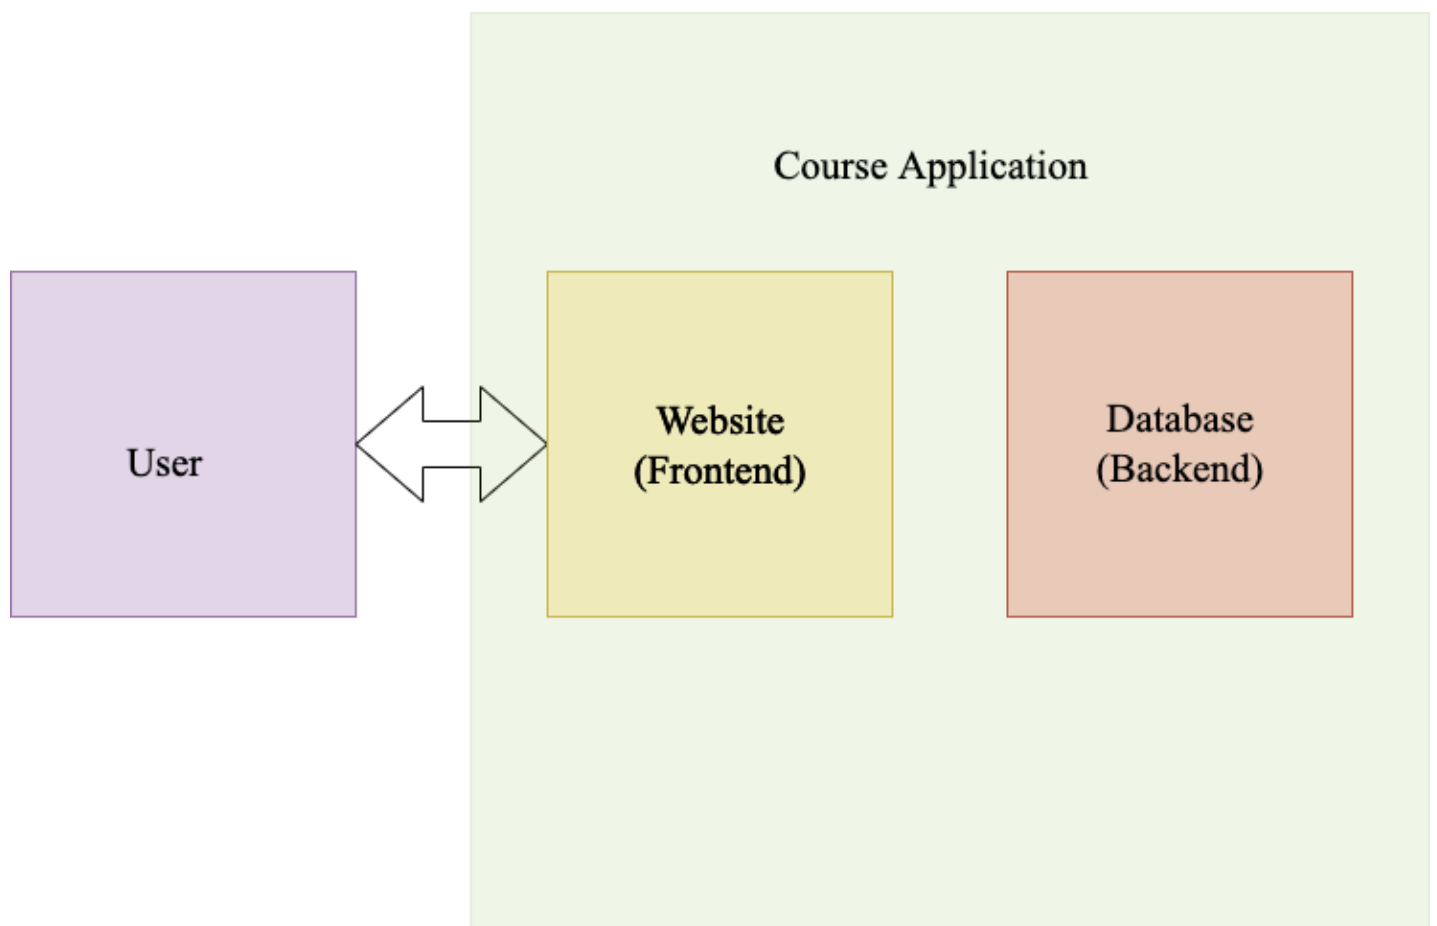 Course Application
User
Website
(Frontend)
Database
(Backend)